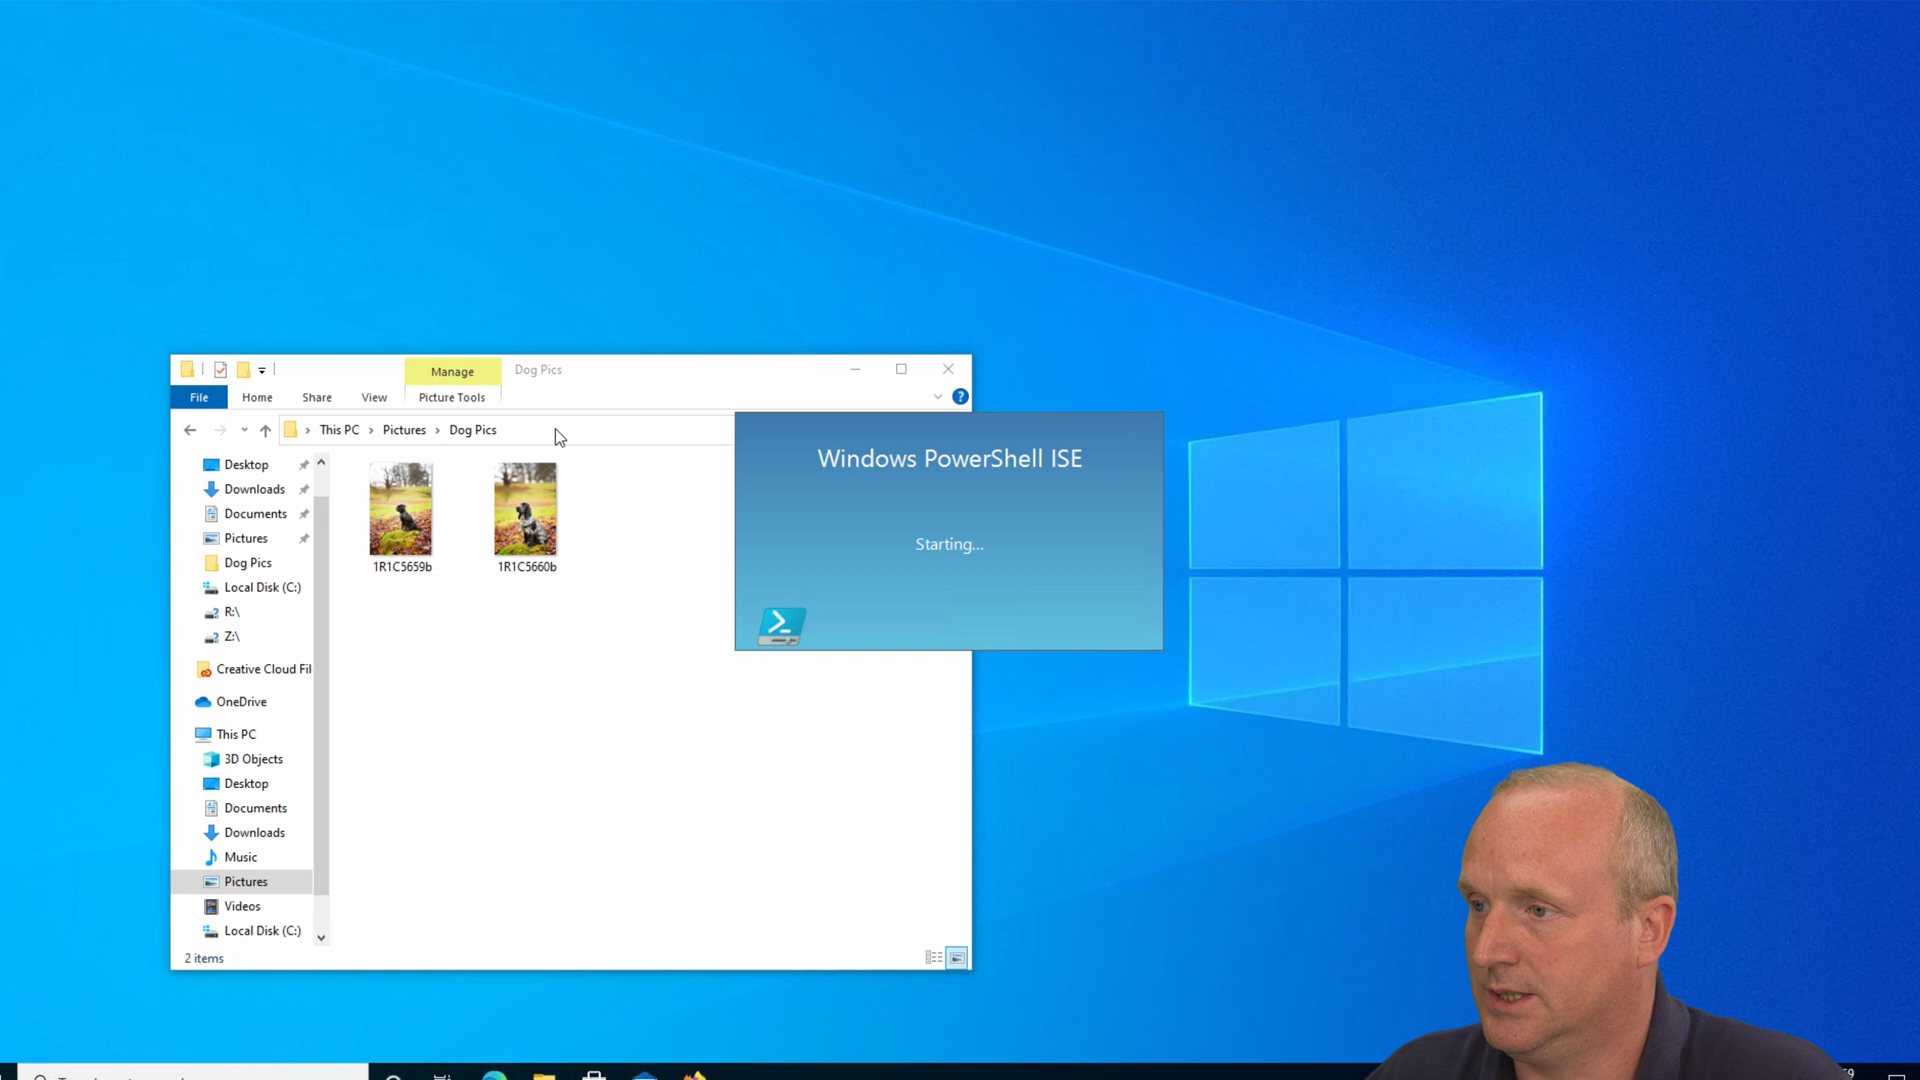 Manage
Dog Pics
File
Home
Share
View
Picture Tools
This PC
Pictures
Dog Pics
Windows PowerShell ISE
Starting...
Desktop
Downloads
Documents
Pictures
Dog Pics
Local Disk (C:)
R:\
Z:\
Creative Cloud Fil
OneDrive
This PC
3D Objects
Desktop
Documents
Downloads
Music
Pictures
Videos
Local Disk (C:)
1R1C5659b
1R1C5660b
2 items